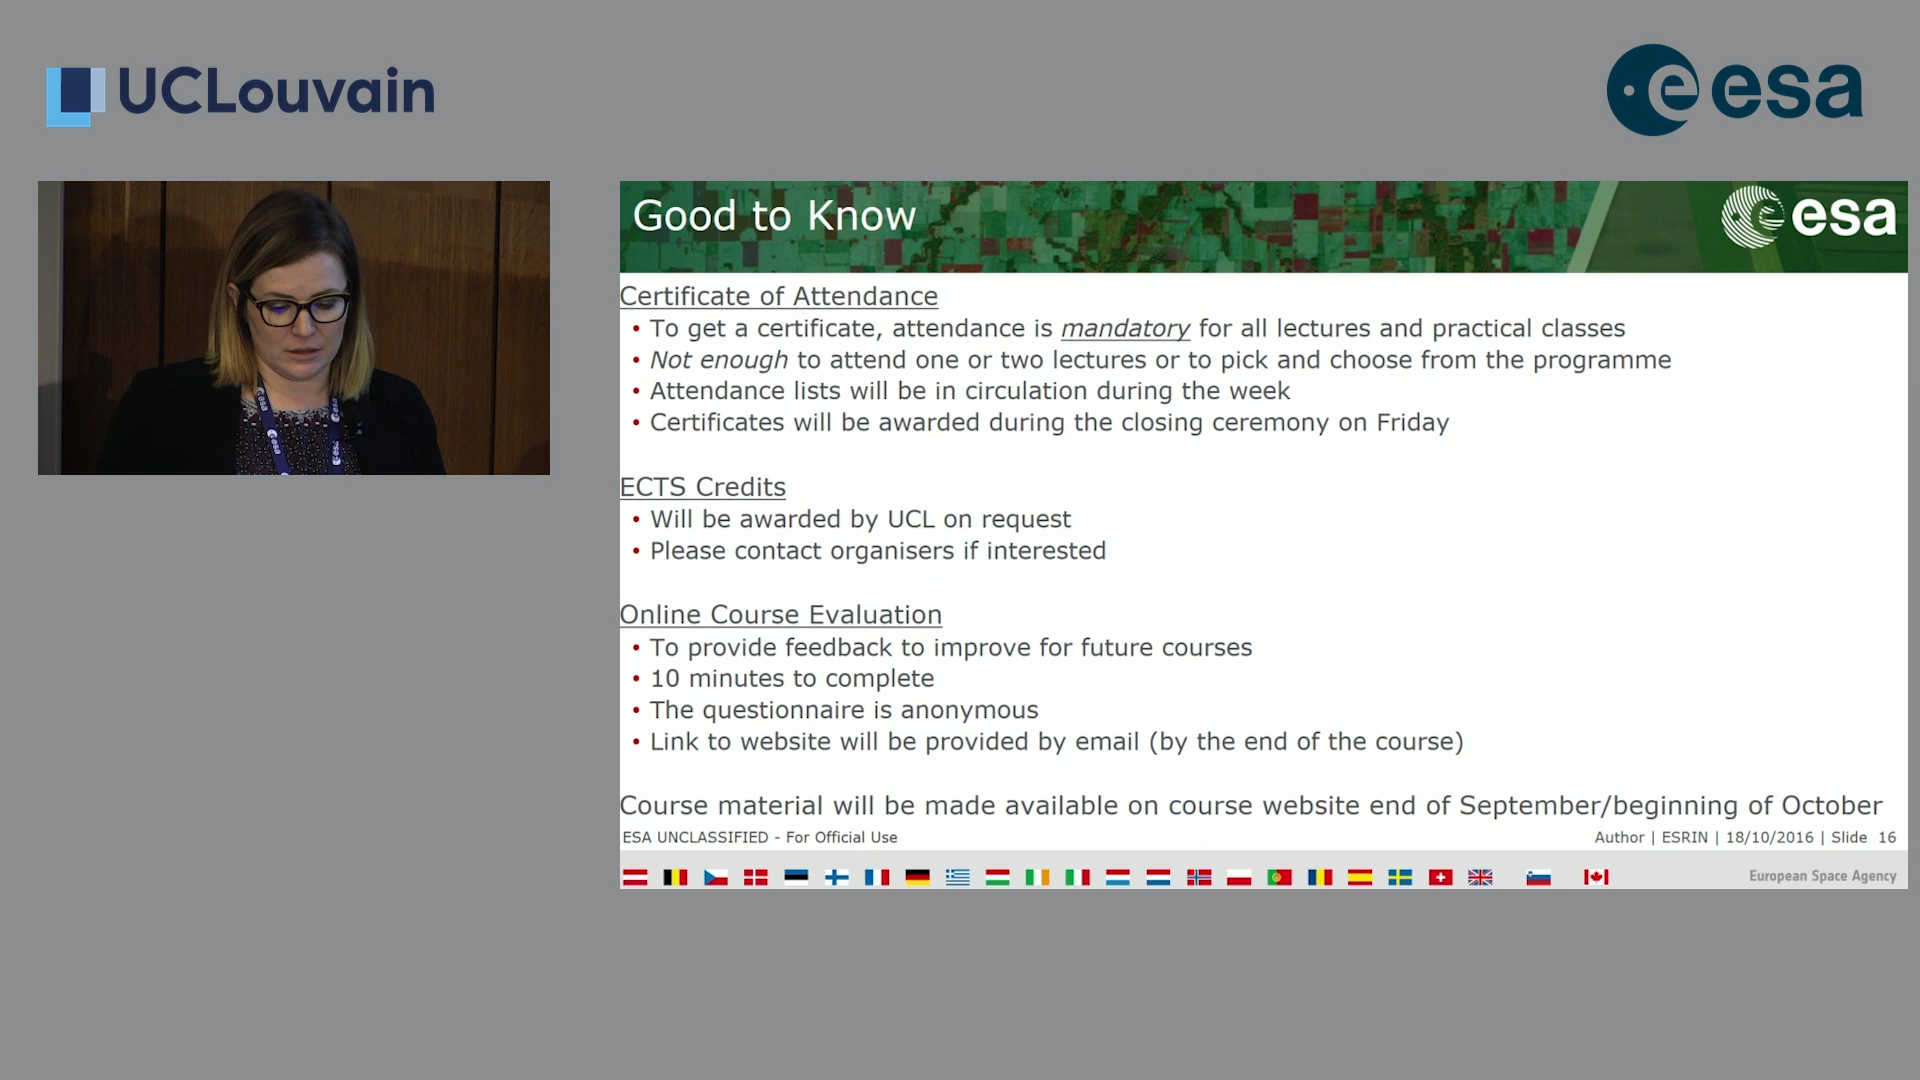 UCLouvain
esa
Good to Know
esa
Certificate of Attendance
• To get a certificate, attendance is mandatory for all lectures and practical classes
• Not enough to attend one or two lectures or to pick and choose from the programme
• Attendance lists will be in circulation during the week
• Certificates will be awarded during the closing ceremony on Friday
ECTS Credits
• Will be awarded by UCL on request
• Please contact organisers if interested
Online Course Evaluation
• To provide feedback to improve for future courses
• 10 minutes to complete
• The questionnaire is anonymous
• Link to website will be provided by email (by the end of the course)
Course material will be made available on course website end of September/beginning of October
ESA UNCLASSIFIED - For Official Use
Author | ESRIN | 18/10/2016 | Slide 16
European Space Agency